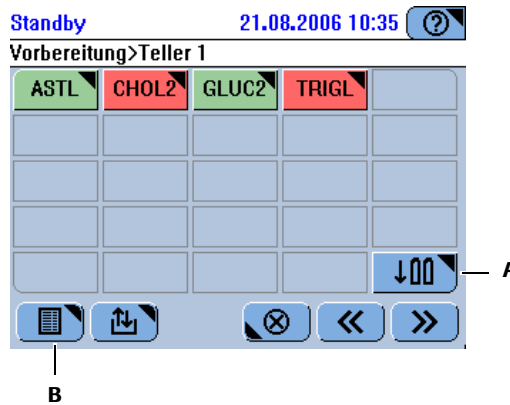 Standby 21.08.2006 10:35 ?
Vorbereitung>Teller 1
ASTL CHOL2 GLUC2 TRIGL
A
B